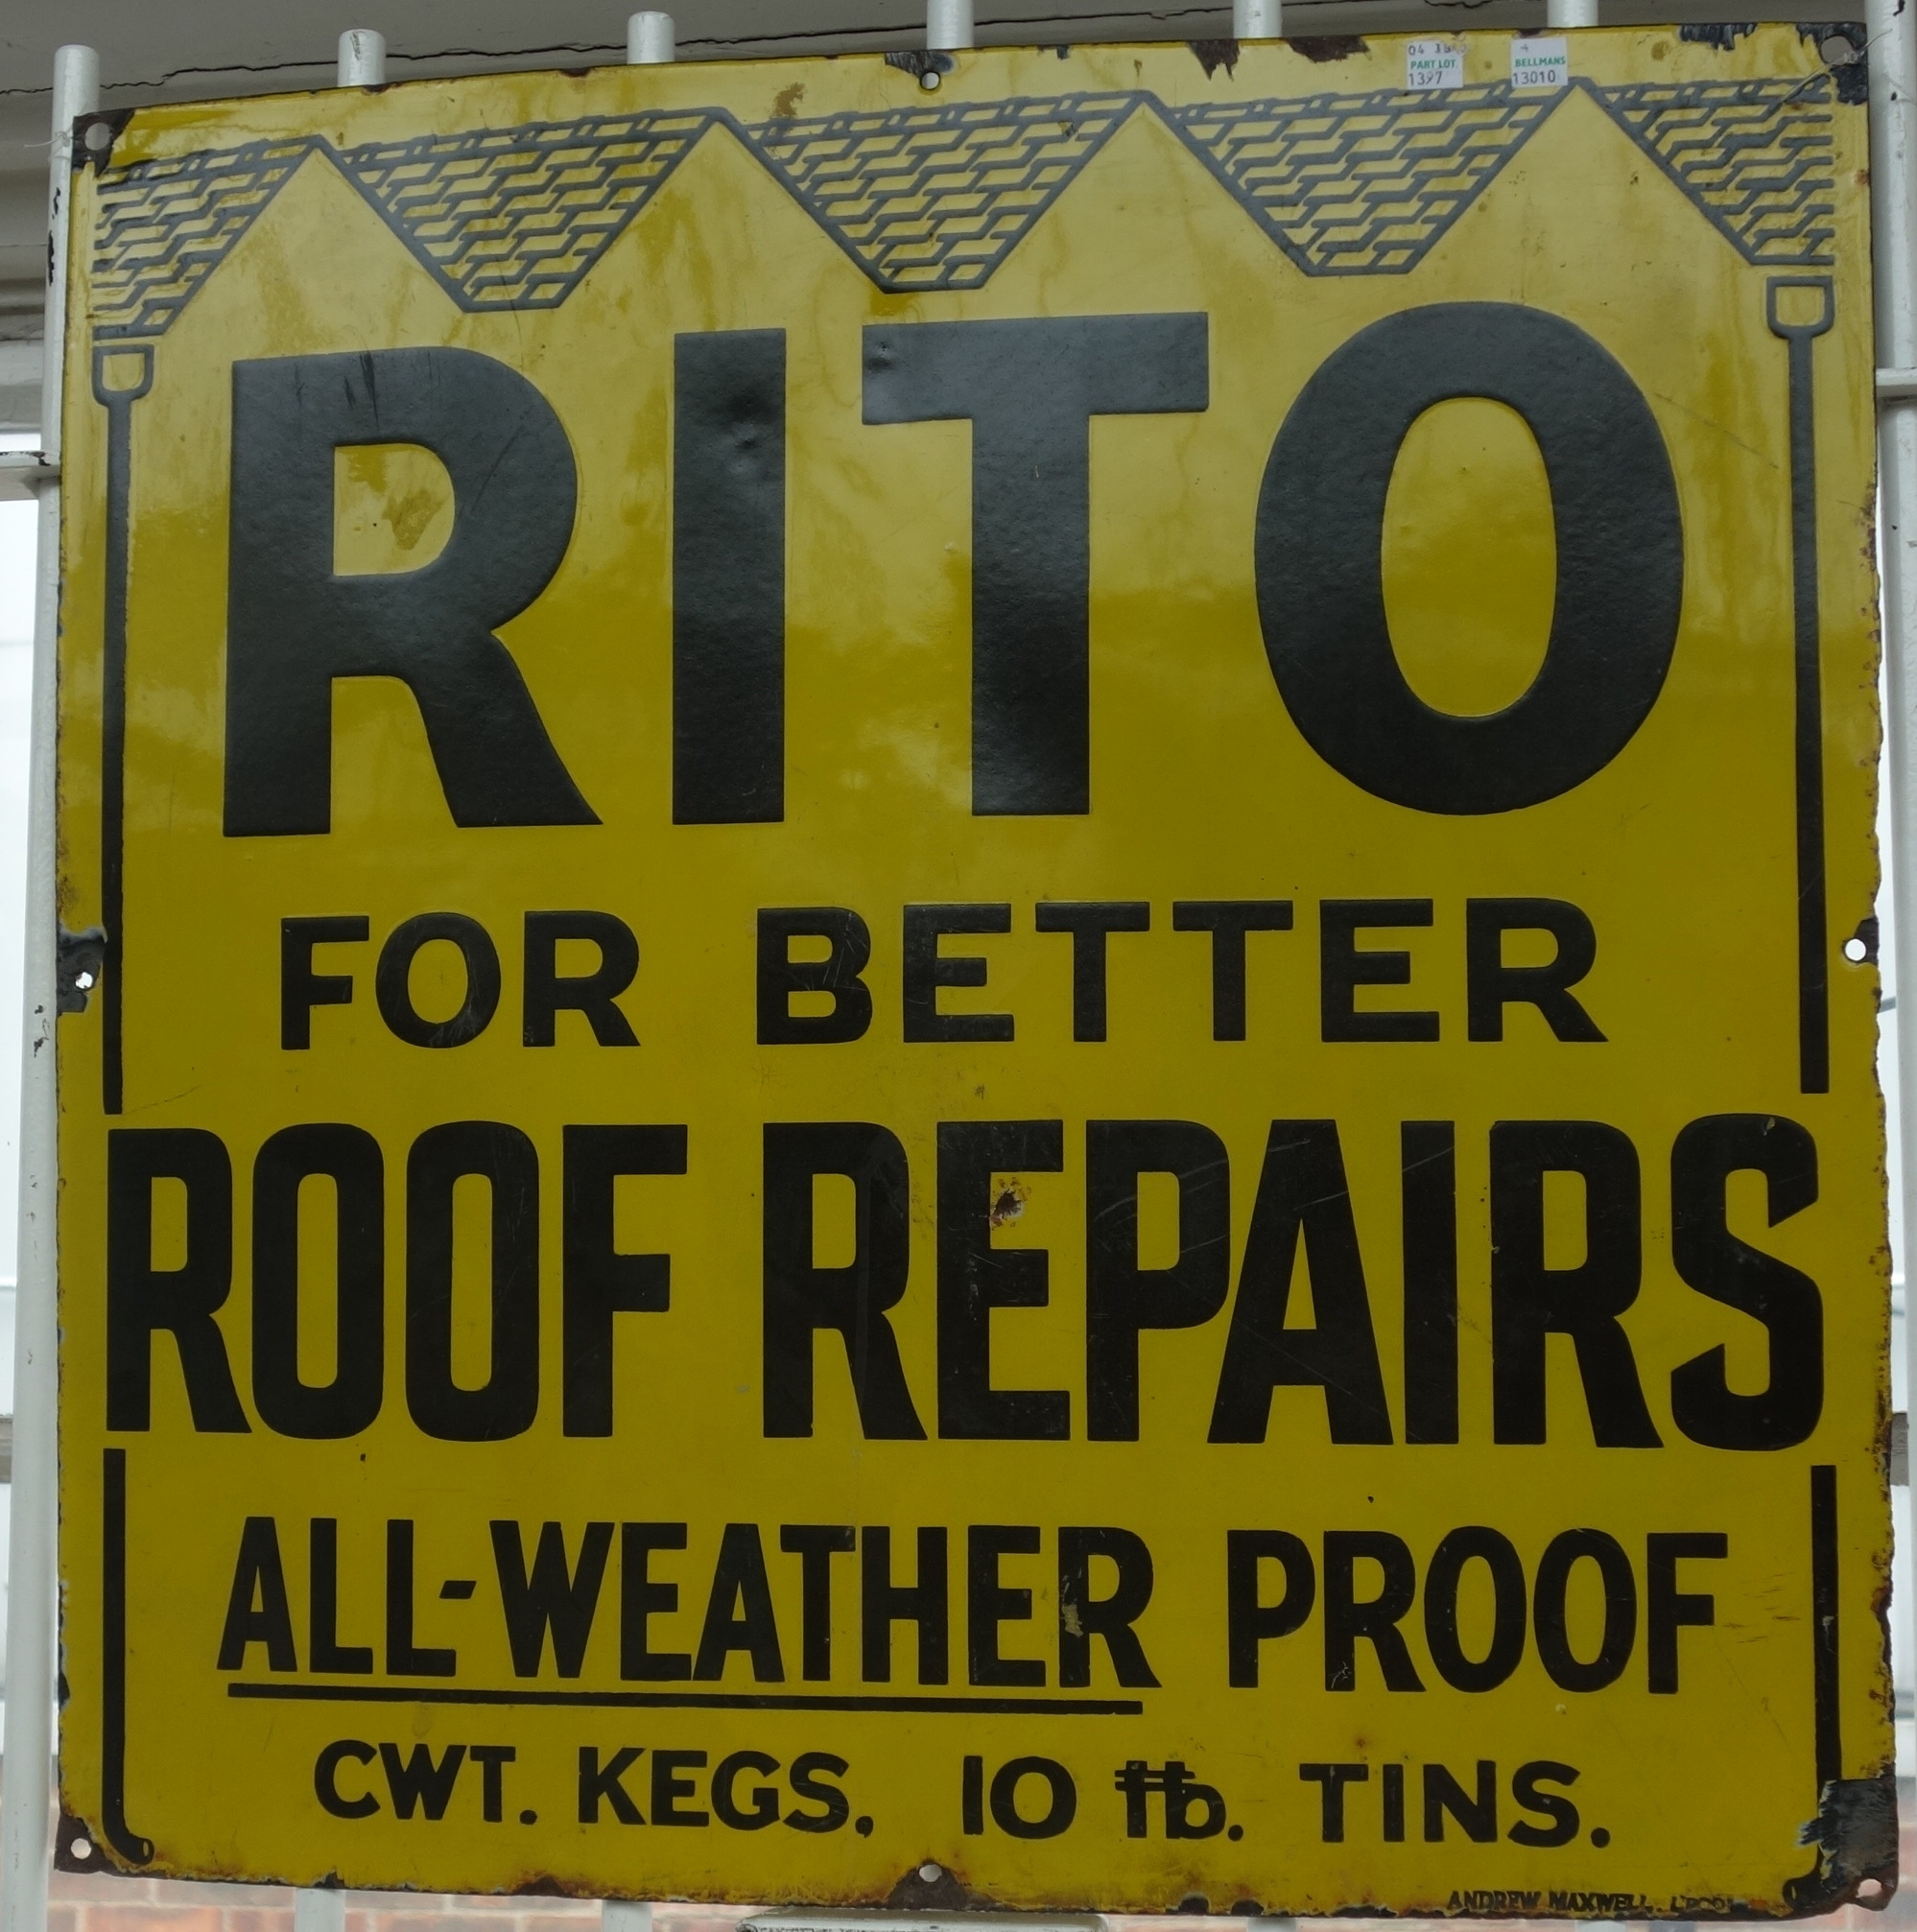 PART LOT.
1397
BELLMANS
13010
RITO
FOR BETTER
ROOF REPAIRS
ALL-WEATHER PROOF
CWT. KEGS, 10 ℔. TINS.
ANDREW MAXWELL, L'POOL